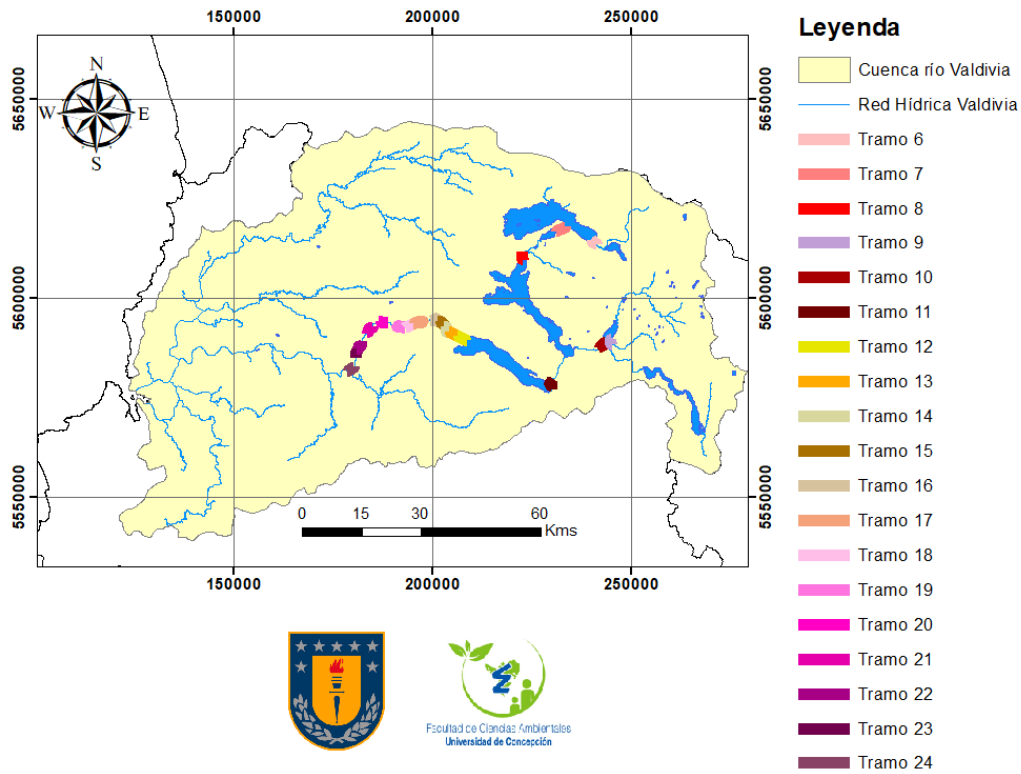 150000 200000 250000
5650000
5600000
5550000
N
W E
S
5650000
5600000
5550000
0 15 30 60
Kms
150000 200000 250000
Leyenda
Cuenca río Valdivia
Red Hídrica Valdivia
Tramo 6
Tramo 7
Tramo 8
Tramo 9
Tramo 10
Tramo 11
Tramo 12
Tramo 13
Tramo 14
Tramo 15
Tramo 16
Tramo 17
Tramo 18
Tramo 19
Tramo 20
Tramo 21
Tramo 22
Tramo 23
Tramo 24
Facultad de Ciencias Ambientales
Universidad de Concepción